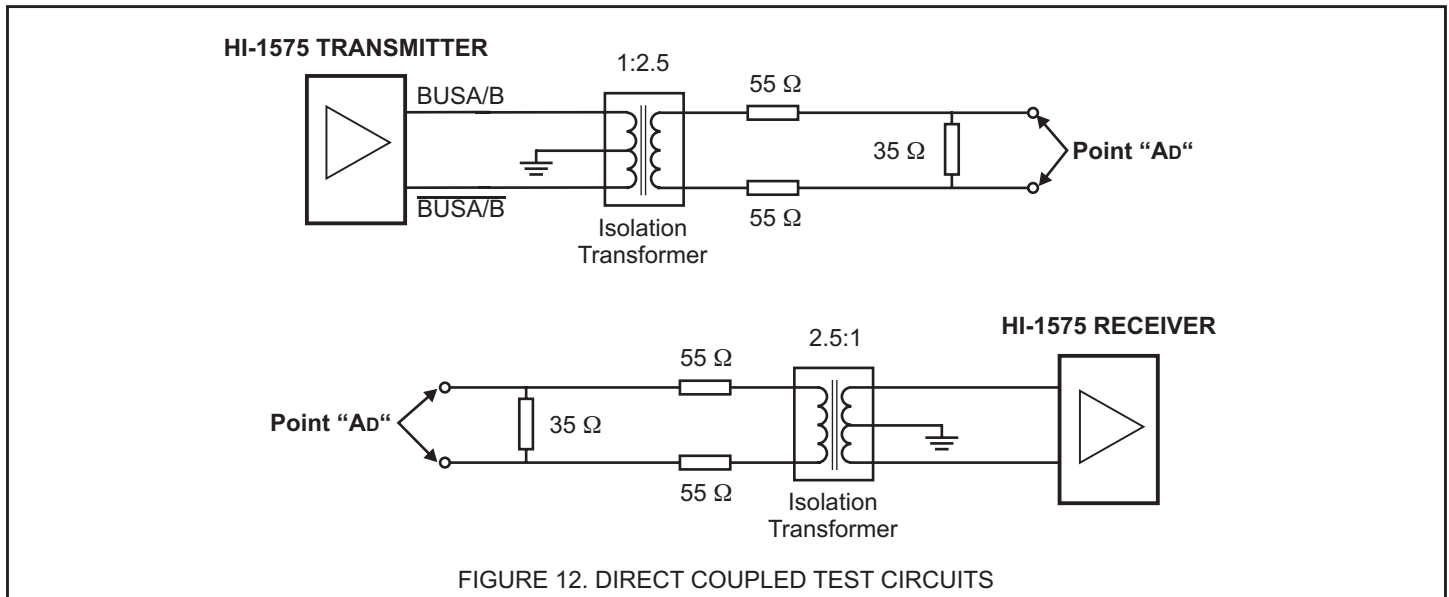 HI-1575 TRANSMITTER
1:2.5
BUSA/B
55 Ω
35 Ω
Point “AD“
BUSA/B
55 Ω
Isolation
Transformer
HI-1575 RECEIVER
2.5:1
55 Ω
Point “AD“
35 Ω
55 Ω
Isolation
Transformer
FIGURE 12. DIRECT COUPLED TEST CIRCUITS